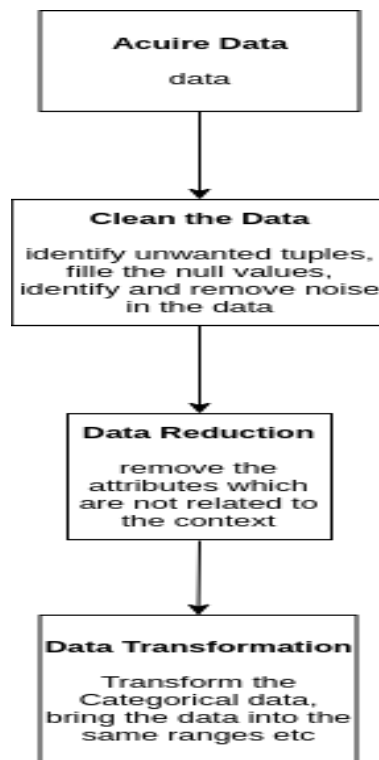 Acuire Data
data
Clean the Data
identify unwanted tuples,
fille the null values,
identify and remove noise
in the data
Data Reduction
remove the
attributes which
are not related to
the context
Data Transformation
Transform the
Categorical data,
bring the data into the
same ranges etc